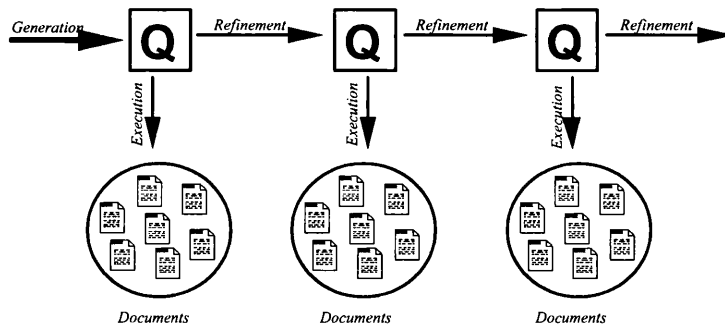 Generation
Q
Refinement
Q
Refinement
Q
Refinement
Execution
Execution
Execution
Documents
Documents
Documents